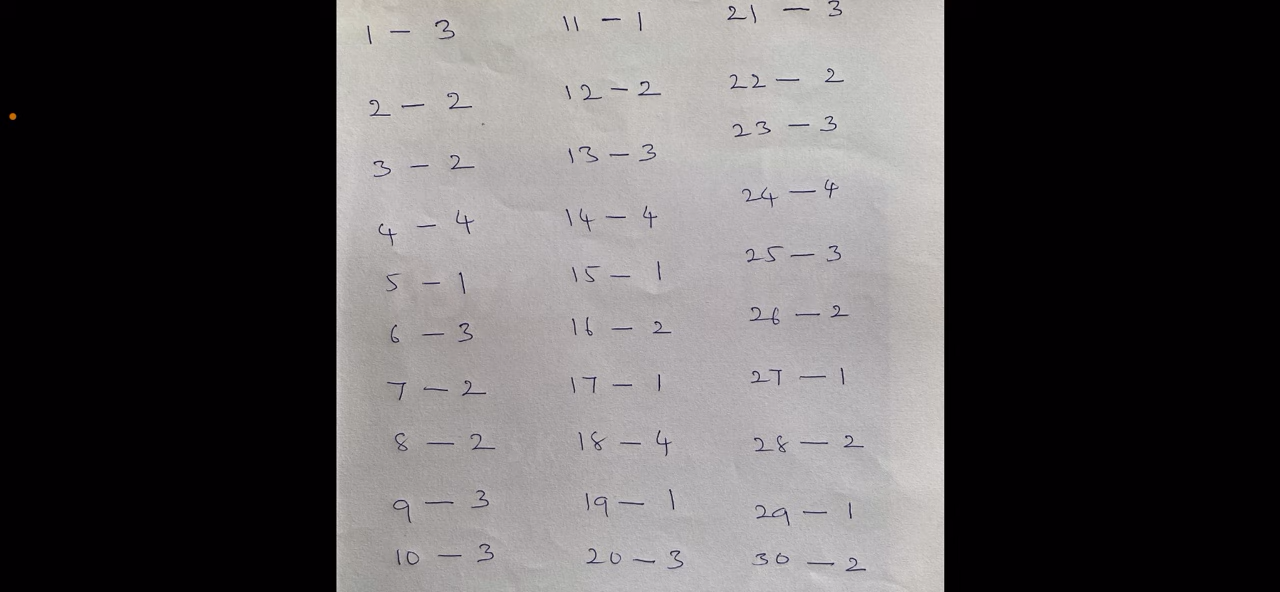 1 — 3
2 — 2
3 — 2
4 — 4
5 — 1
6 — 3
7 — 2
8 — 2
9 — 3
10 — 3
11 — 1
12 — 2
13 — 3
14 — 4
15 — 1
16 — 2
17 — 1
18 — 4
19 — 1
20 — 3
21 — 3
22 — 2
23 — 3
24 — 4
25 — 3
26 — 2
27 — 1
28 — 2
29 — 1
30 — 2